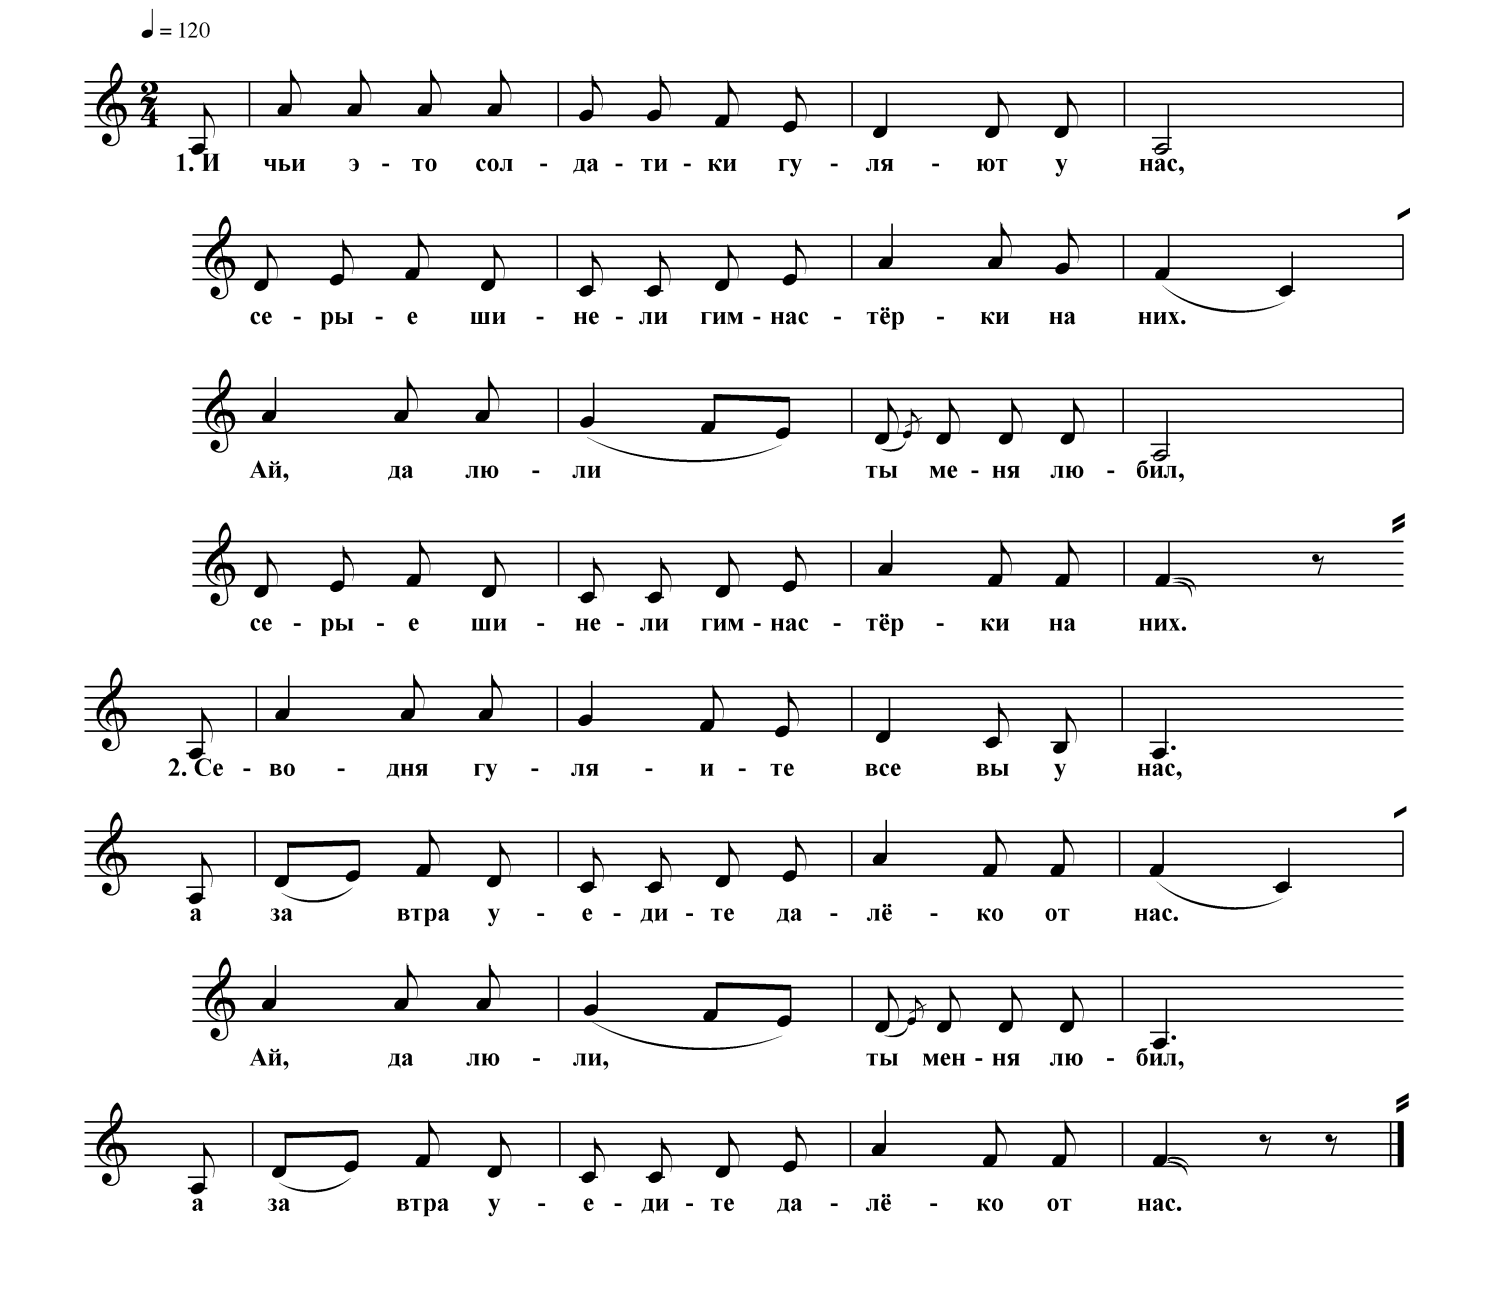 = 120
2
4
1. И чьи э - то сол - да - ти - ки гу - ля - ют у нас,
се - ры - е ши - не - ли гим - нас - тёр - ки на них.
Ай, да лю - ли ты ме - ня лю - бил,
се - ры - е ши - не - ли гим - нас - тёр - ки на них.
2. Се - во - дня гу - ля - и - те все вы у нас,
а за втра у - е - ди - те да - лё - ко от нас.
Ай, да лю - ли, ты мен - ня лю - бил,
а за втра у - е - ди - те да - лё - ко от нас.